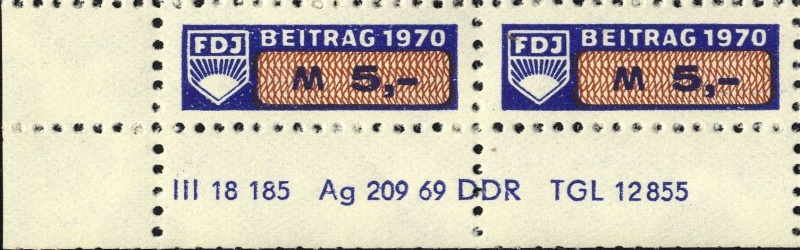 FDJ BEITRAG 1970 FDJ BEITRAG 1970
M 5,- M 5,-
III 18 185 Ag 209 69 DDR TGL 12855